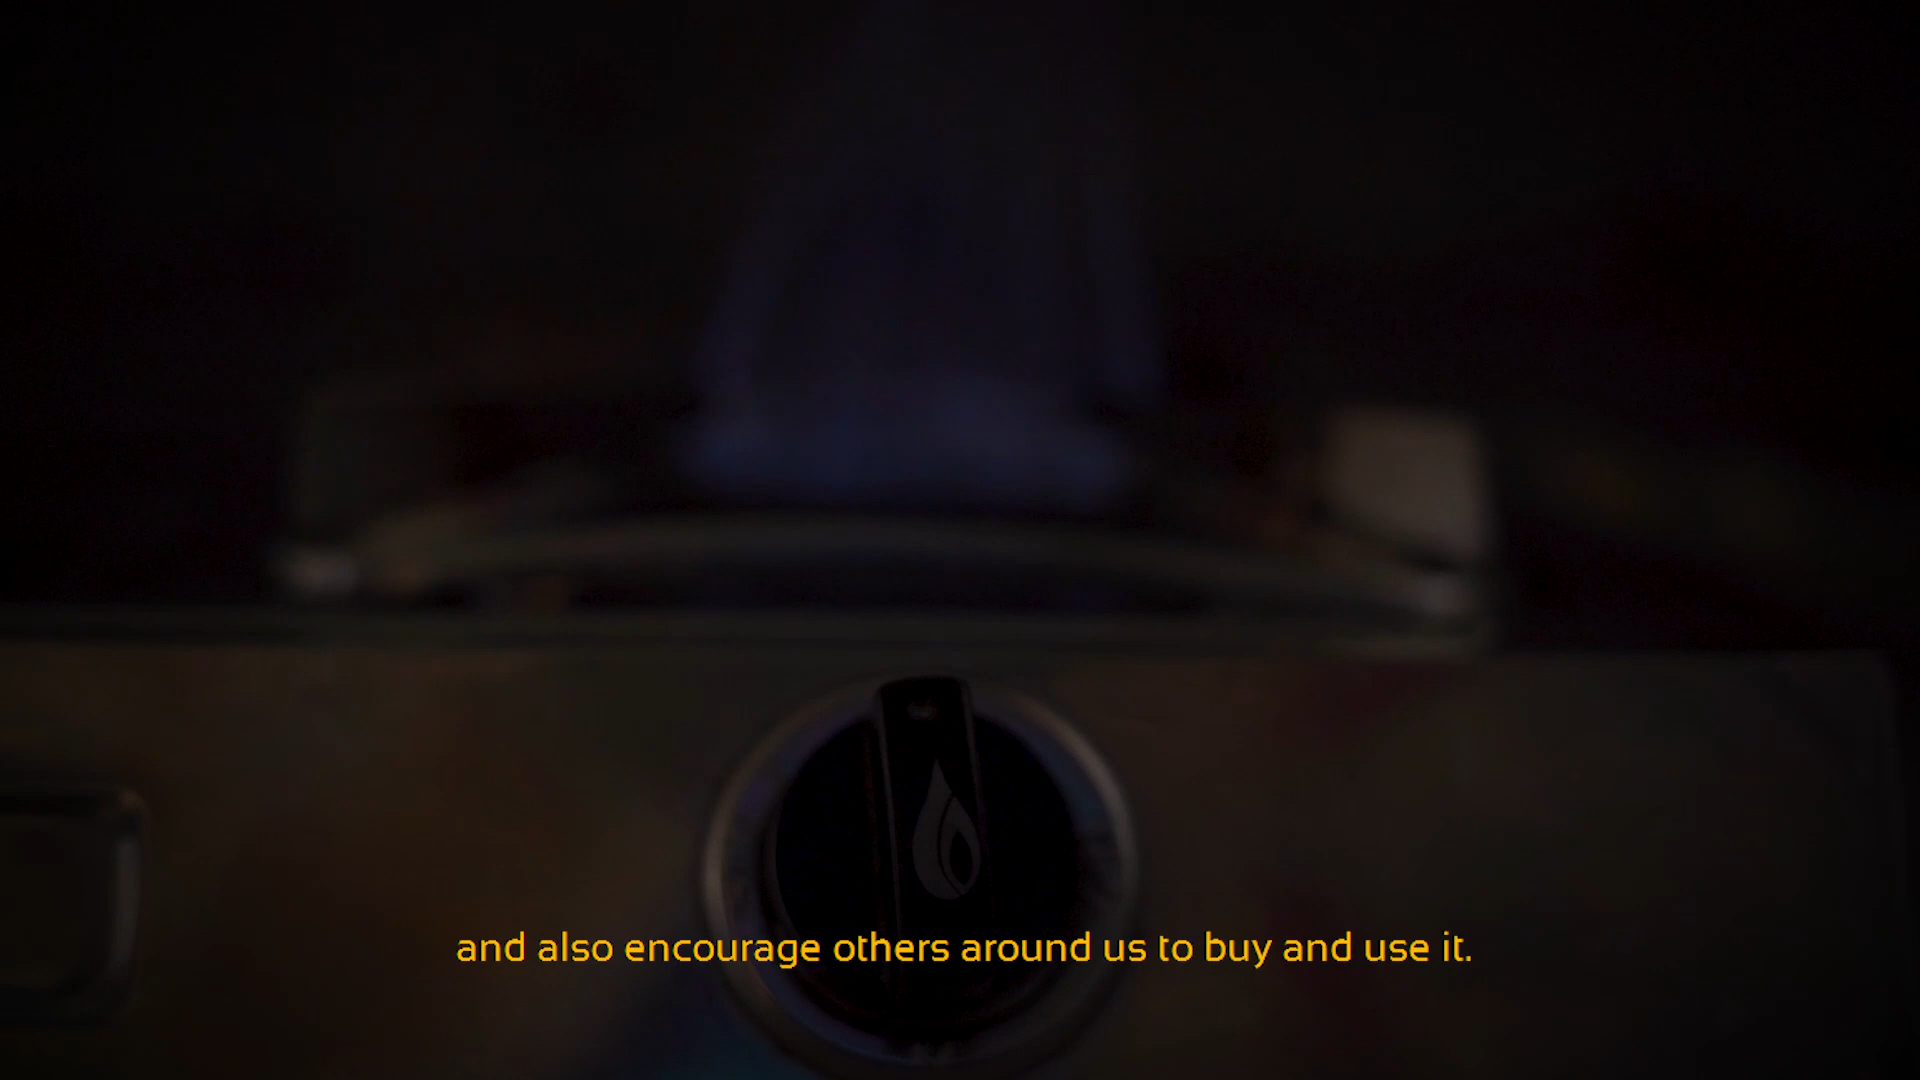 and also encourage others around us to buy and use it.